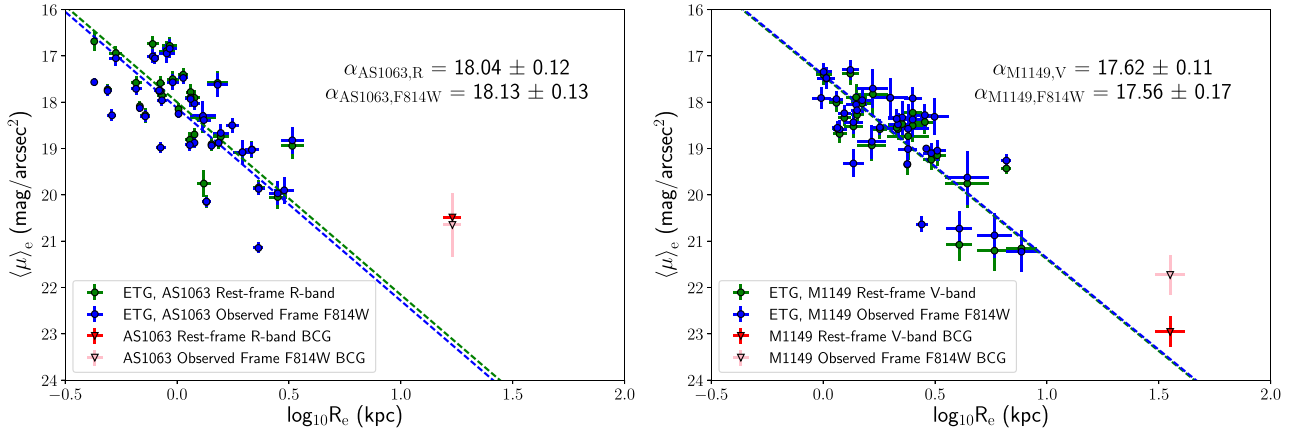 16
17
18
19
20
21
22
23
24
⟨μ⟩e (mag/arcsec²)
αAS1063,R = 18.04 ± 0.12
αAS1063,F814W = 18.13 ± 0.13
ETG, AS1063 Rest-frame R-band
ETG, AS1063 Observed Frame F814W
AS1063 Rest-frame R-band BCG
AS1063 Observed Frame F814W BCG
−0.5 0.0 0.5 1.0 1.5 2.0
log₁₀Re (kpc)
16
17
18
19
20
21
22
23
24
⟨μ⟩e (mag/arcsec²)
αM1149,V = 17.62 ± 0.11
αM1149,F814W = 17.56 ± 0.17
ETG, M1149 Rest-frame V-band
ETG, M1149 Observed Frame F814W
M1149 Rest-frame V-band BCG
M1149 Observed Frame F814W BCG
−0.5 0.0 0.5 1.0 1.5 2.0
log₁₀Re (kpc)